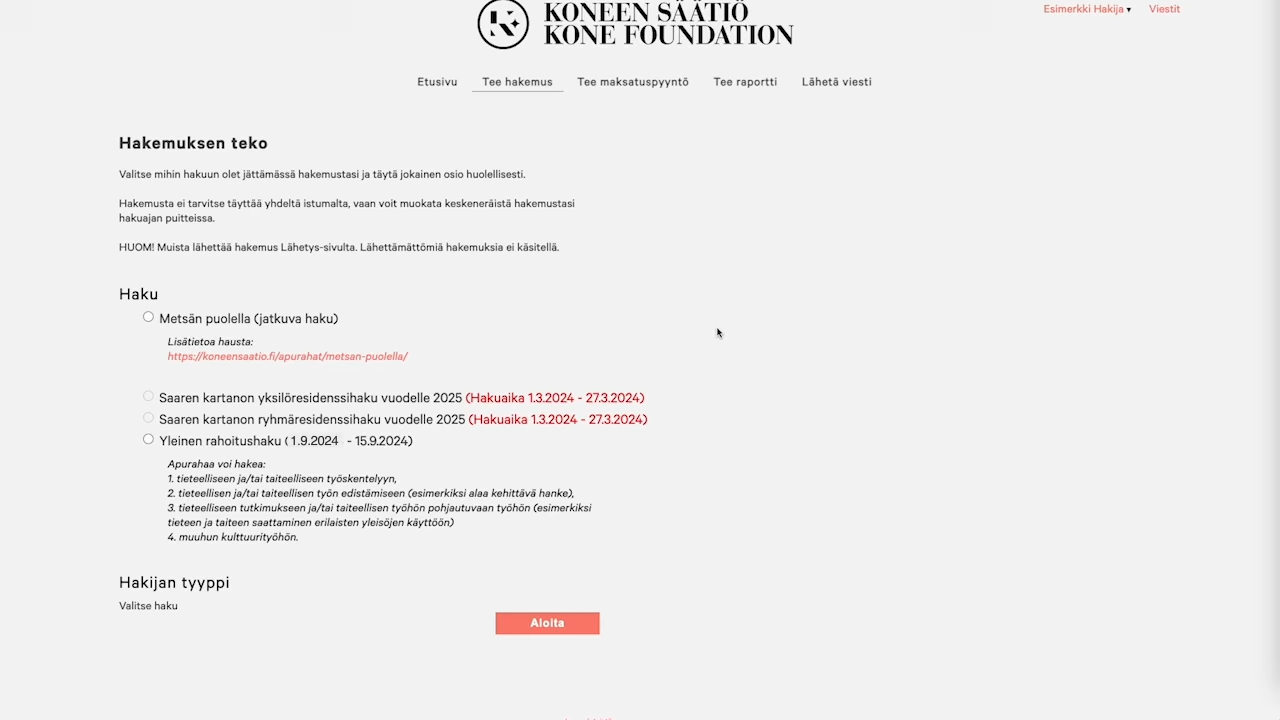 KONEEN SÄÄTIÖ
KONE FOUNDATION
Esimerkki Hakija ▾ Viestit
Etusivu Tee hakemus Tee maksatuspyyntö Tee raportti Lähetä viesti
Hakemuksen teko
Valitse mihin hakuun olet jättämässä hakemustasi ja täytä jokainen osio huolellisesti.
Hakemusta ei tarvitse täyttää yhdeltä istumalta, vaan voit muokata keskeneräistä hakemustasi
hakuajan puitteissa.
HUOM! Muista lähettää hakemus Lähetys-sivulta. Lähettämättömiä hakemuksia ei käsitellä.
Haku
Metsän puolella (jatkuva haku)
Lisätietoa hausta:
https://koneensaatio.fi/apurahat/metsan-puolella/
Saaren kartanon yksilöresidenssihaku vuodelle 2025 (Hakuaika 1.3.2024 - 27.3.2024)
Saaren kartanon ryhmäresidenssihaku vuodelle 2025 (Hakuaika 1.3.2024 - 27.3.2024)
Yleinen rahoitushaku (1.9.2024 - 15.9.2024)
Apurahaa voi hakea:
1. tieteelliseen ja/tai taiteelliseen työskentelyyn,
2. tieteellisen ja/tai taiteellisen työn edistämiseen (esimerkiksi alaa kehittävä hanke),
3. tieteelliseen tutkimukseen ja/tai taiteellisen työhön pohjautuvaan työhön (esimerkiksi
tieteen ja taiteen saattaminen erilaisten yleisöjen käyttöön)
4. muuhun kulttuurityöhön.
Hakijan tyyppi
Valitse haku
Aloita